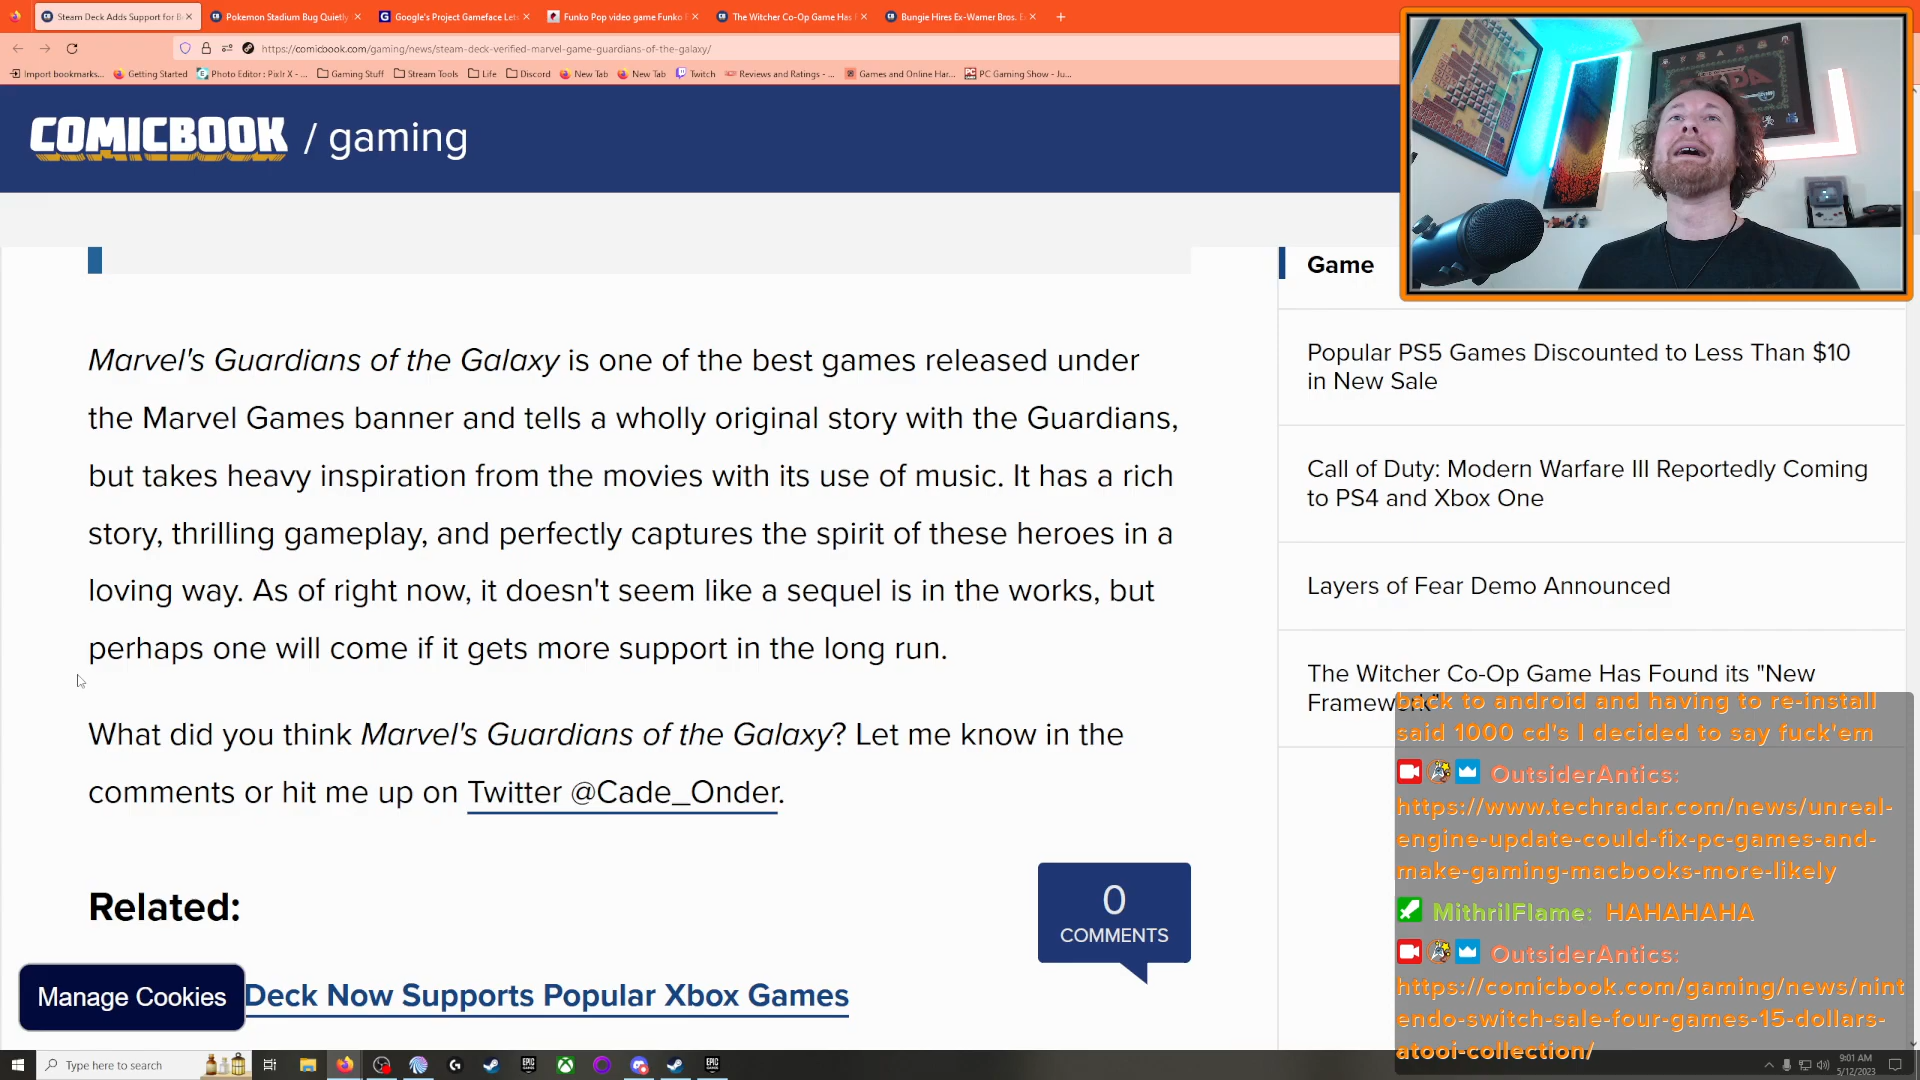 Steam Deck Adds Support for B
Pokemon Stadium Bug Quietly
Google's Project Gameface Lets
Funko Pop video game Funko F
The Witcher Co-Op Game Has F
Bungie Hires Ex-Warner Bros. E
https://comicbook.com/gaming/news/steam-deck-verified-marvel-game-guardians-of-the-galaxy/
Import bookmarks...
Getting Started
Photo Editor : Pixlr X - ...
Gaming Stuff
Stream Tools
Life
Discord
New Tab
New Tab
Twitch
Reviews and Ratings - ...
Games and Online Har...
PC Gaming Show - Ju...
COMICBOOK / gaming
Marvel's Guardians of the Galaxy is one of the best games released under
the Marvel Games banner and tells a wholly original story with the Guardians,
but takes heavy inspiration from the movies with its use of music. It has a rich
story, thrilling gameplay, and perfectly captures the spirit of these heroes in a
loving way. As of right now, it doesn't seem like a sequel is in the works, but
perhaps one will come if it gets more support in the long run.
What did you think Marvel's Guardians of the Galaxy? Let me know in the
comments or hit me up on Twitter @Cade_Onder.
0
COMMENTS
Related:
Manage Cookies
Deck Now Supports Popular Xbox Games
Game
Popular PS5 Games Discounted to Less Than $10
in New Sale
Call of Duty: Modern Warfare III Reportedly Coming
to PS4 and Xbox One
Layers of Fear Demo Announced
The Witcher Co-Op Game Has Found its "New
Framework"
back to android and having to re-install
said 1000 cd's I decided to say fuck'em
OutsiderAntics:
https://www.techradar.com/news/unreal-
engine-update-could-fix-pc-games-and-
make-gaming-macbooks-more-likely
MithrilFlame: HAHAHAHA
OutsiderAntics:
https://comicbook.com/gaming/news/nint
endo-switch-sale-four-games-15-dollars-
atooi-collection/
Type here to search
9:01 AM
5/12/2023